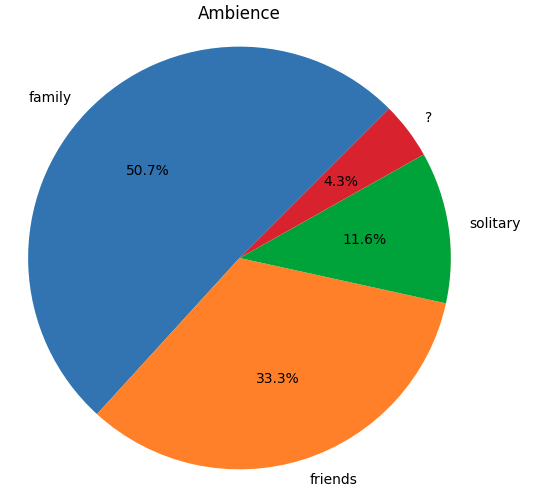 Ambience
family
?
50.7%
4.3%
solitary
11.6%
33.3%
friends